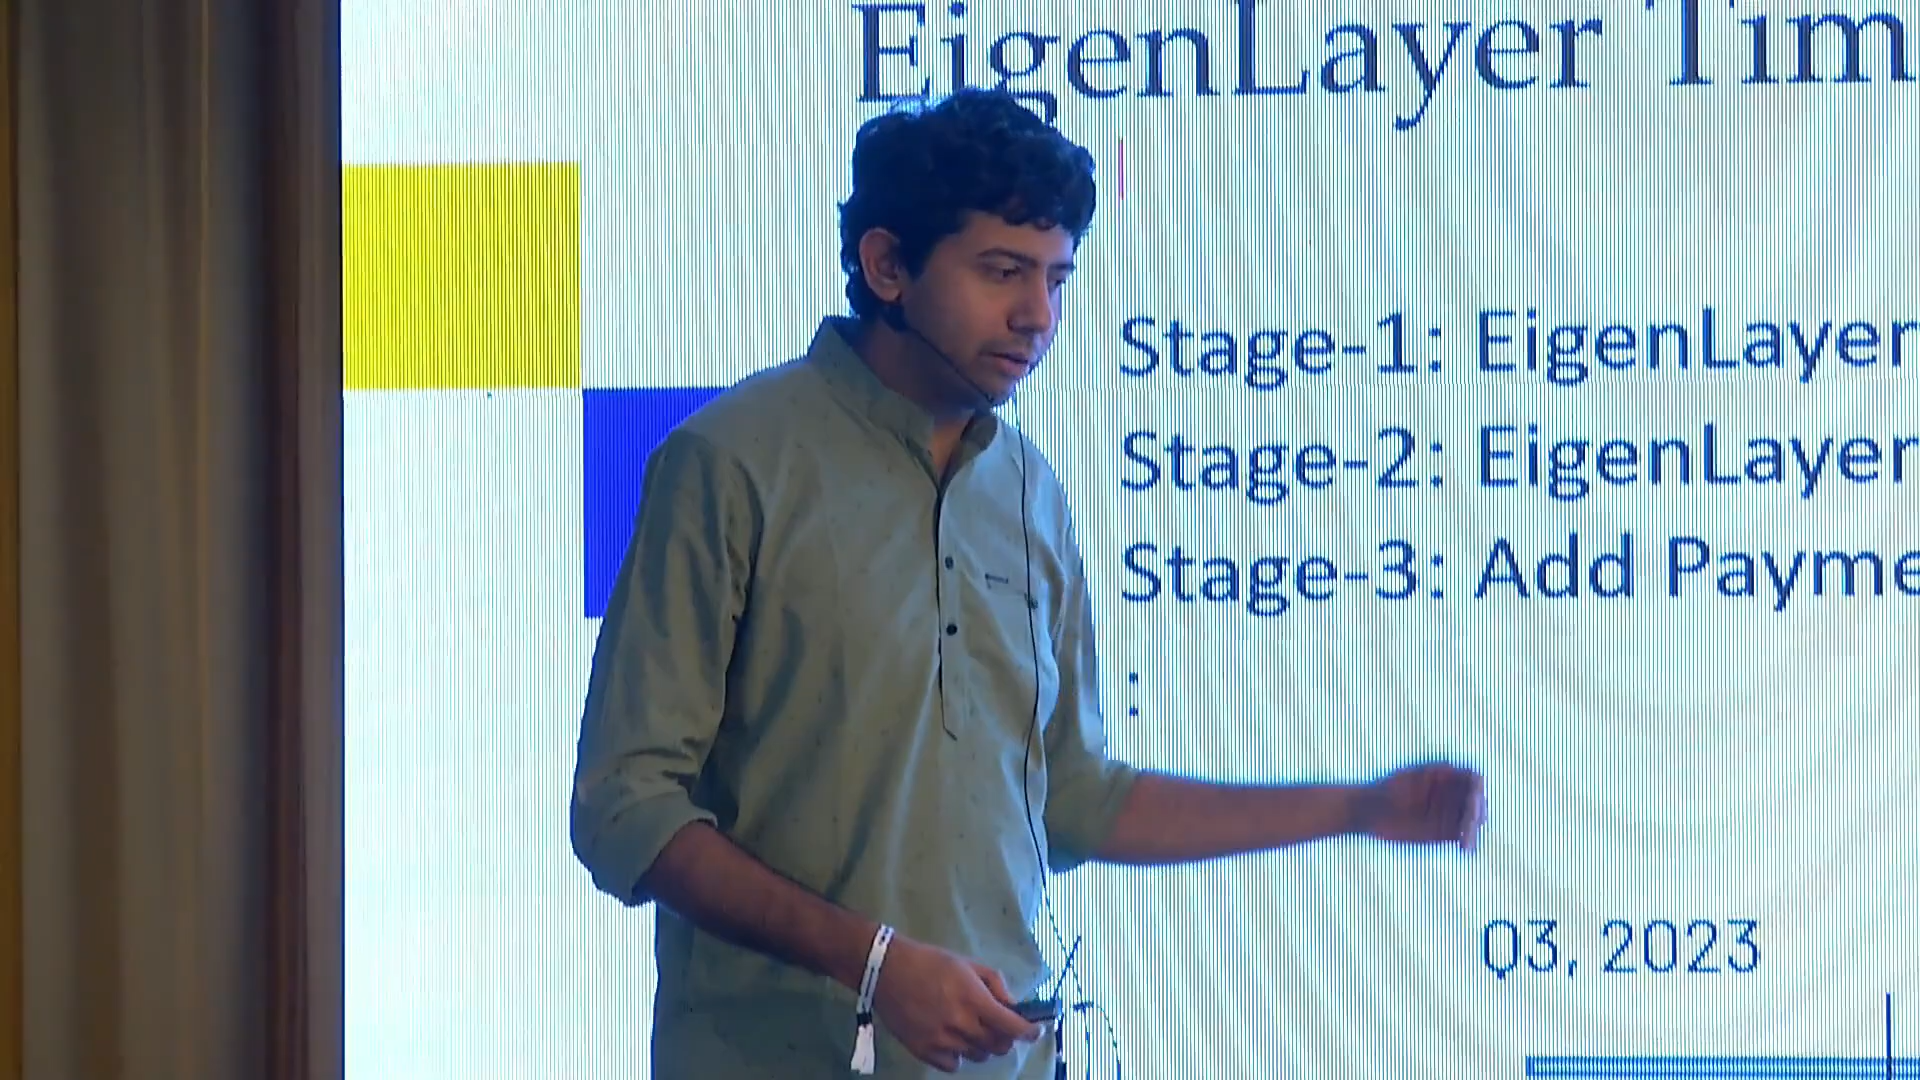 EigenLayer Tim
Stage-1: EigenLayer
Stage-2: EigenLayer
Stage-3: Add Payme
:
Q3, 2023